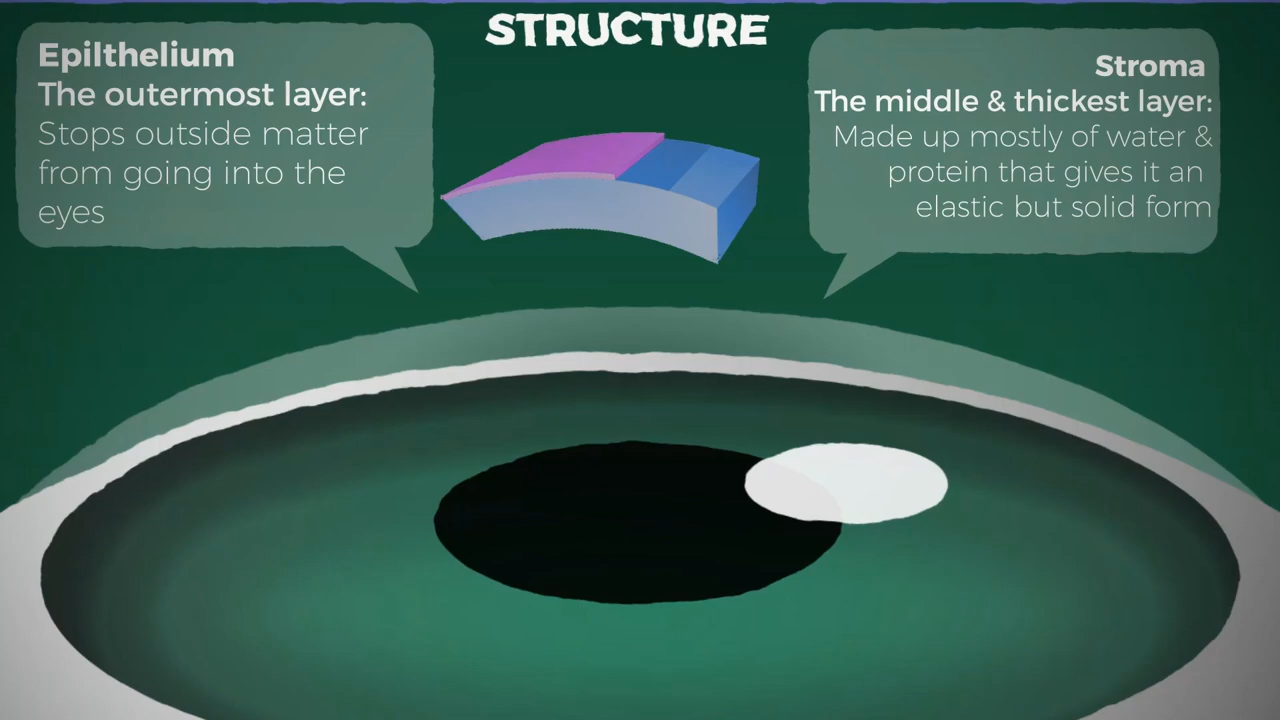 STRUCTURE
Epilthelium
The outermost layer:
Stops outside matter
from going into the
eyes
Stroma
The middle & thickest layer:
Made up mostly of water &
protein that gives it an
elastic but solid form